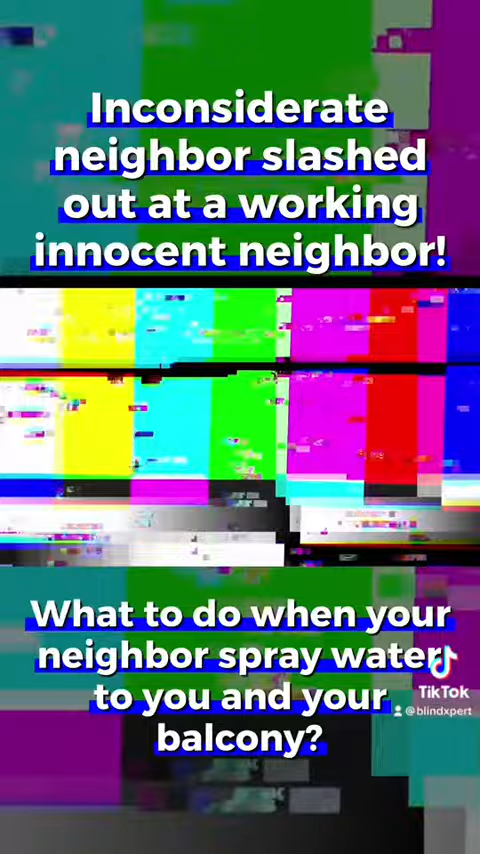 Inconsiderate
neighbor slashed
out at a working
innocent neighbor!
What to do when your
neighbor spray water
to you and your
balcony?
TikTok
@blindxpert